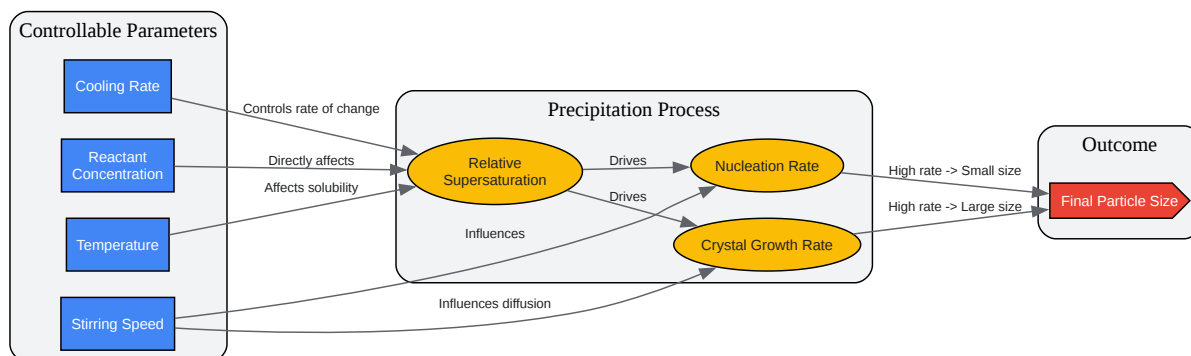 Controllable Parameters
Cooling Rate
Reactant
Concentration
Temperature
Stirring Speed
Controls rate of change
Directly affects
Affects solubility
Influences
Influences diffusion
Precipitation Process
Relative
Supersaturation
Drives
Drives
Nucleation Rate
Crystal Growth Rate
High rate -> Small size
High rate -> Large size
Outcome
Final Particle Size